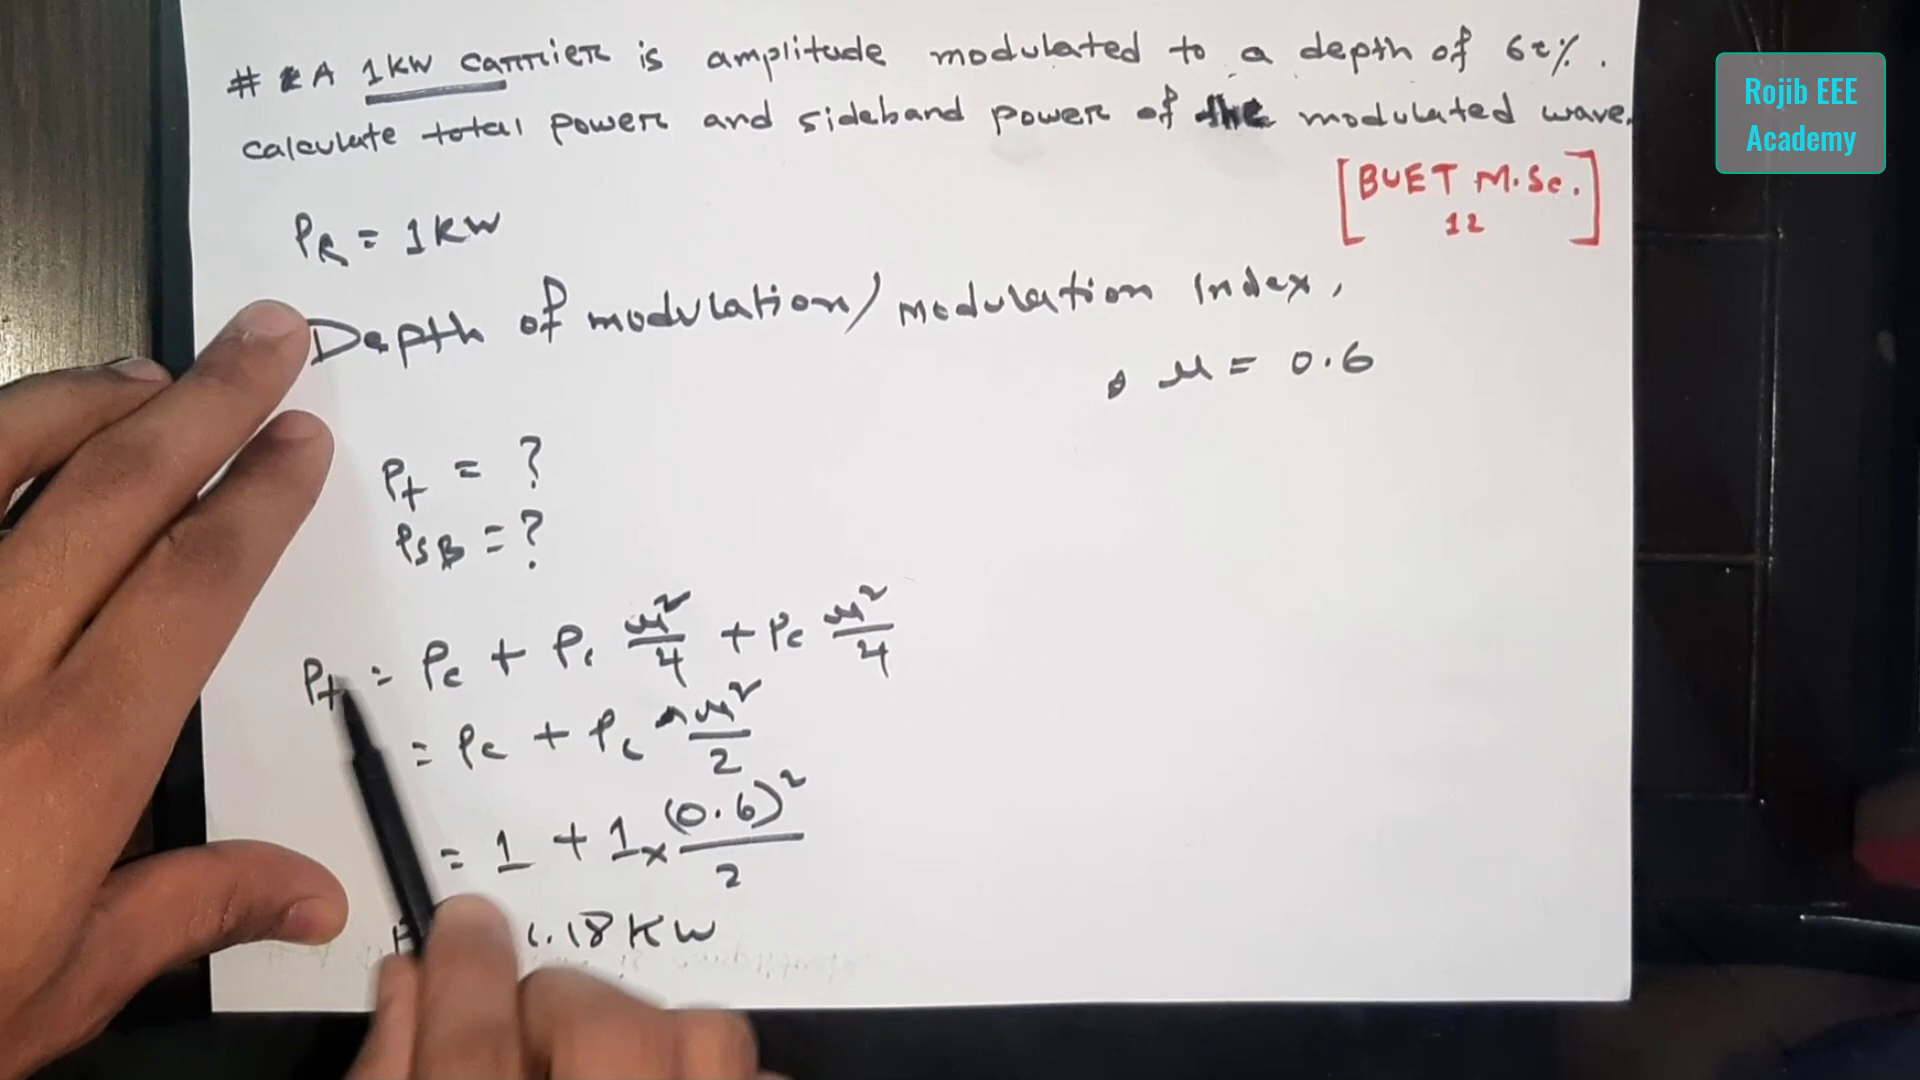 # A 1KW carrier is amplitude modulated to a depth of 60%.
calculate total power and sideband power of the modulated wave.
Rojib EEE
Academy
[BUET M.Sc.
12]
PR = 1KW
Depth of modulation/modulation Index,
μ = 0.6
Pt = ?
PSB = ?
Pt = Pc + Pc μ²/4 + Pc μ²/4
= Pc + Pc μ²/2
= 1 + 1 x (0.6)²/2
1.18 KW